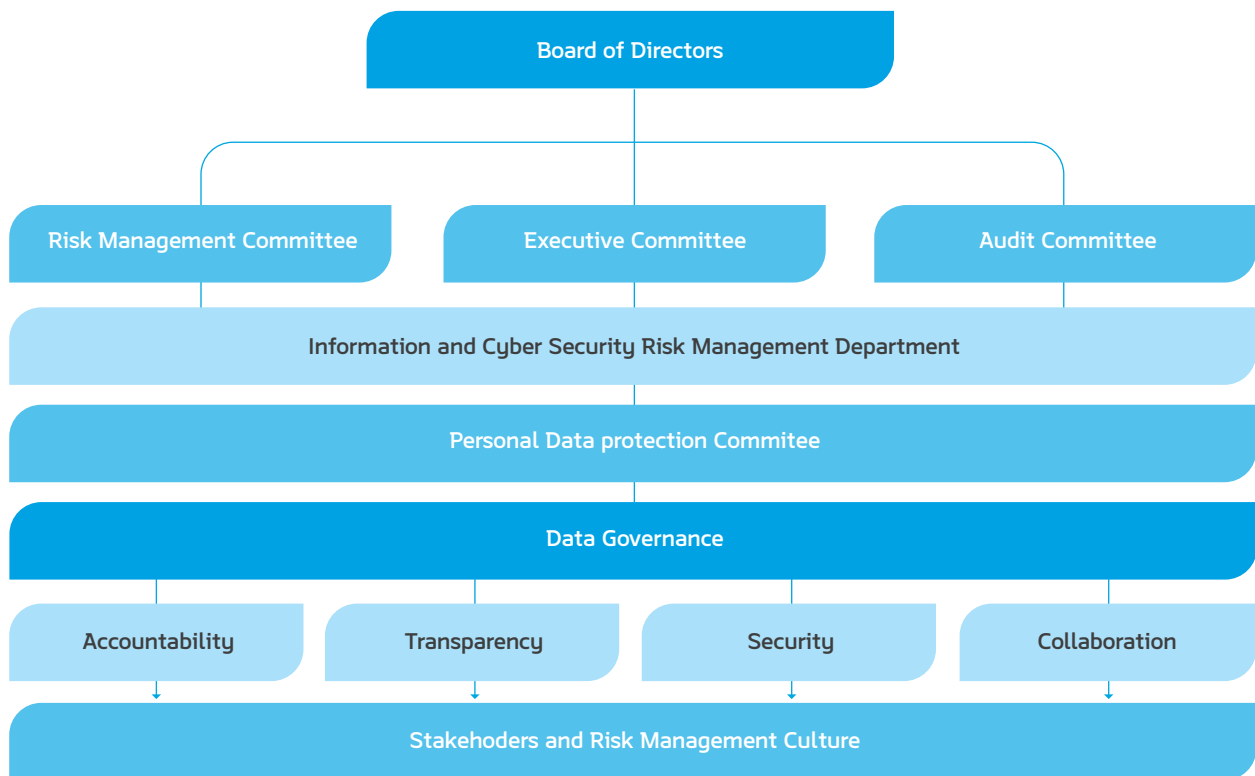 Board of Directors
Risk Management Committee
Executive Committee
Audit Committee
Information and Cyber Security Risk Management Department
Personal Data protection Commitee
Data Governance
Accountability
Transparency
Security
Collaboration
Stakehoders and Risk Management Culture